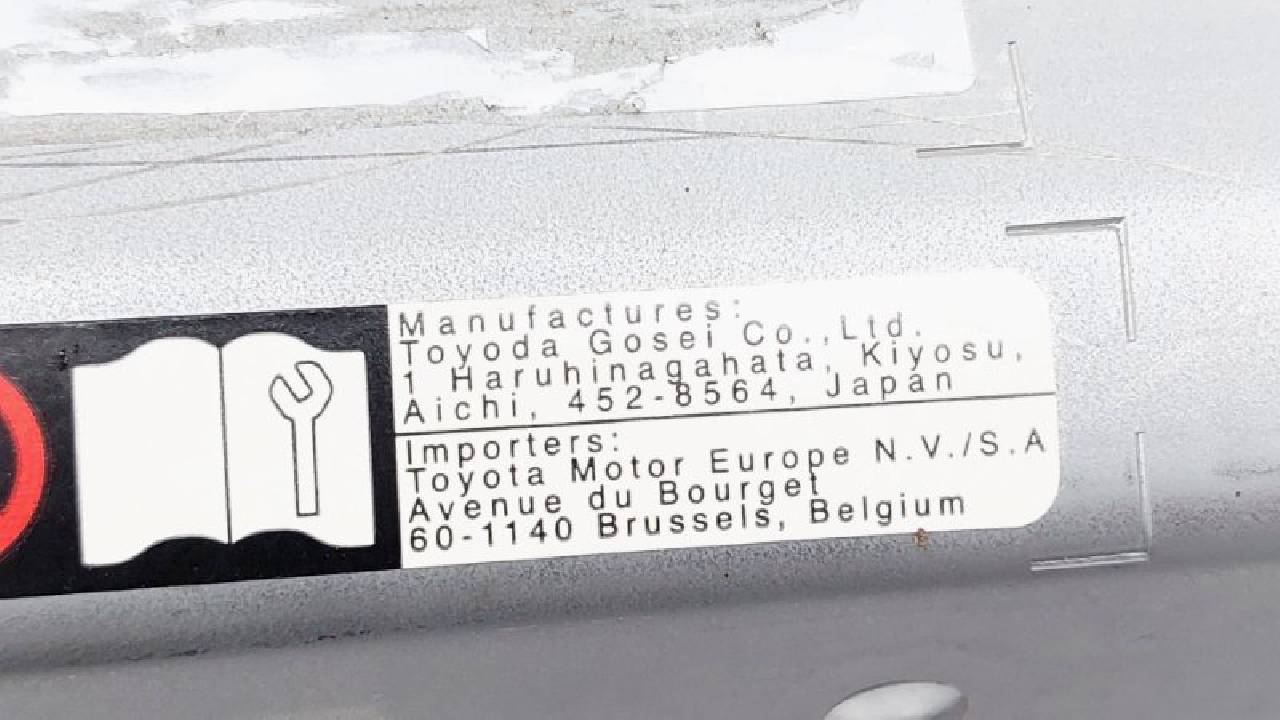 Manufactures:
Toyoda Gosei Co.,Ltd.
1 Haruhinagahata, Kiyosu,
Aichi, 452-8564, Japan
Importers:
Toyota Motor Europe N.V./S.A
Avenue du Bourget
60-1140 Brussels, Belgium